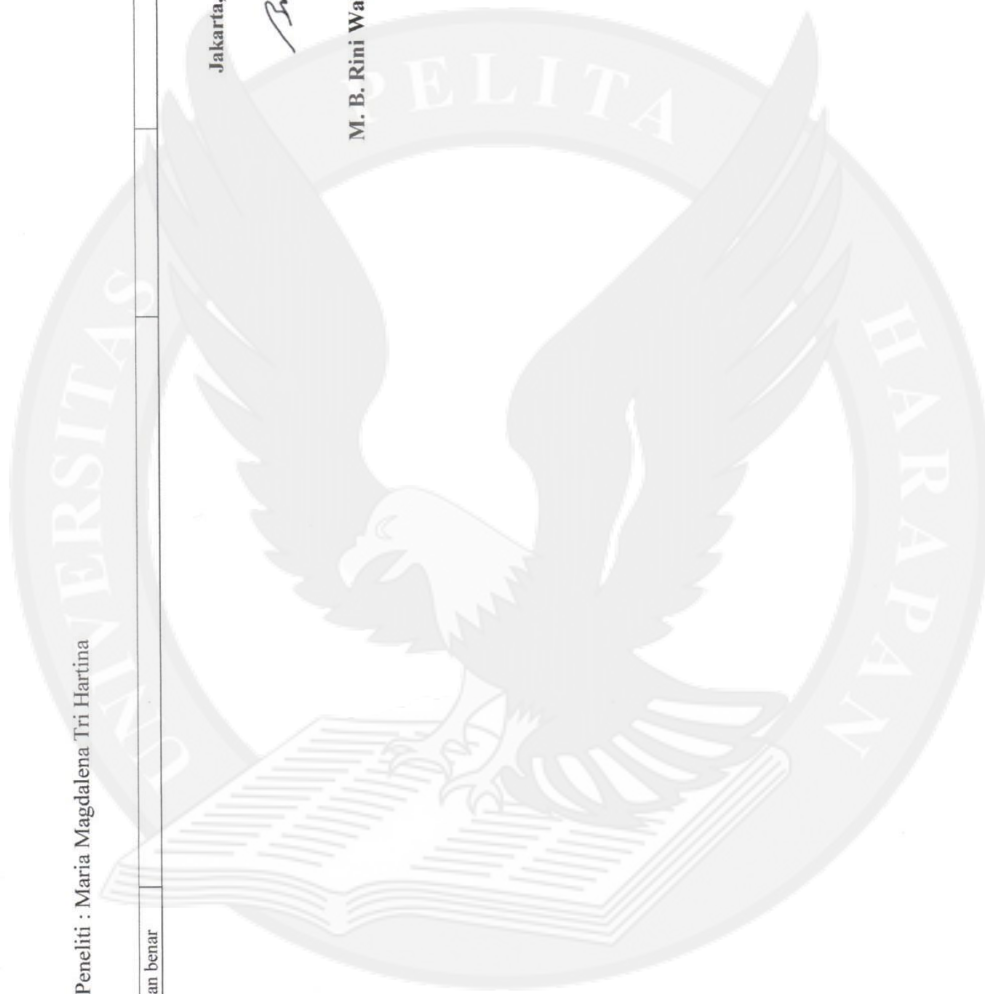 Peneliti : Maria Magdalena Tri Hartina
an benar
Jakarta,
M. B. Rini Wa
UNIVERSITAS PELITA HARAPAN